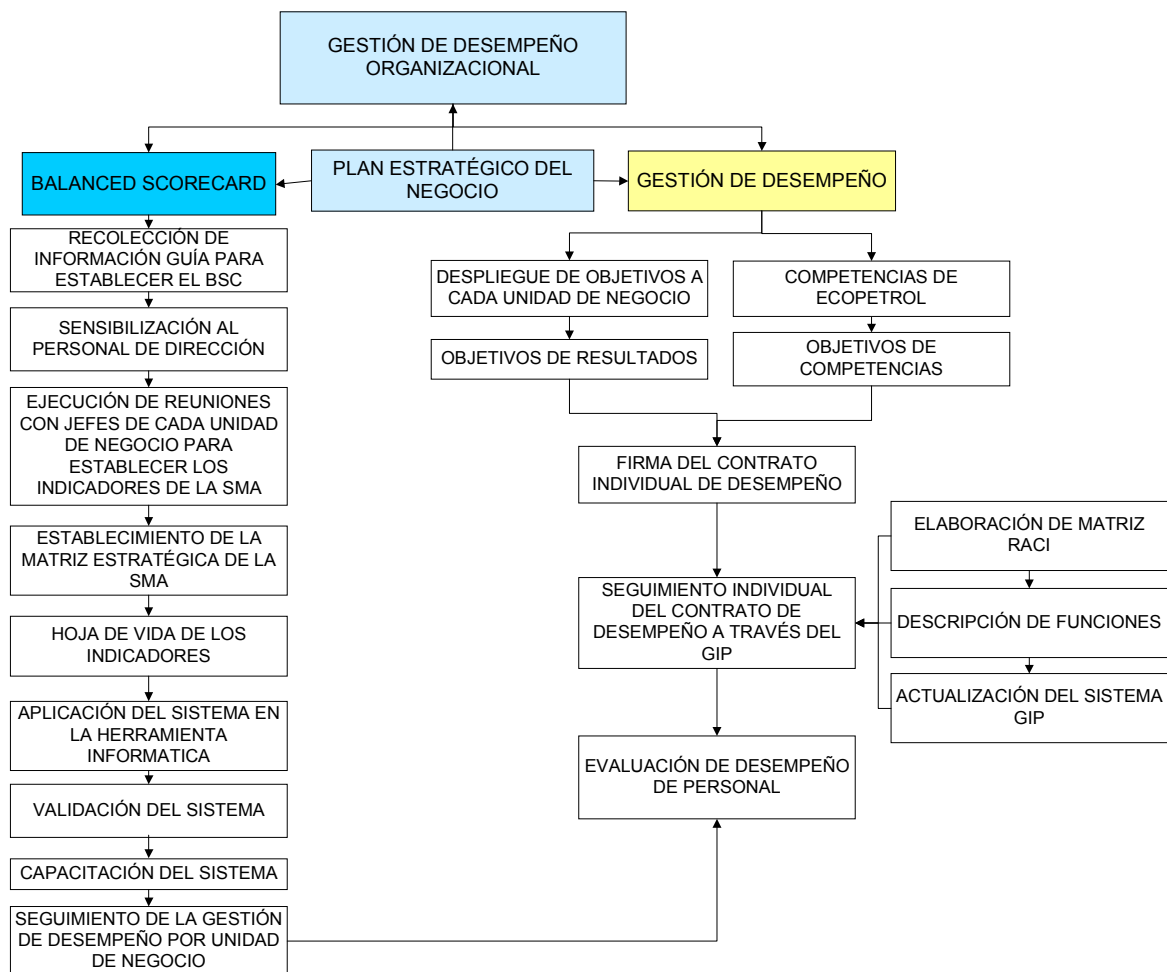 GESTIÓN DE DESEMPEÑO
ORGANIZACIONAL
BALANCED SCORECARD
PLAN ESTRATÉGICO DEL
NEGOCIO
GESTIÓN DE DESEMPEÑO
RECOLECCIÓN DE
INFORMACIÓN GUÍA PARA
ESTABLECER EL BSC
SENSIBILIZACIÓN AL
PERSONAL DE DIRECCIÓN
EJECUCIÓN DE REUNIONES
CON JEFES DE CADA UNIDAD
DE NEGOCIO PARA
ESTABLECER LOS
INDICADORES DE LA SMA
ESTABLECIMIENTO DE LA
MATRIZ ESTRATÉGICA DE LA
SMA
HOJA DE VIDA DE LOS
INDICADORES
APLICACIÓN DEL SISTEMA EN
LA HERRAMIENTA
INFORMATICA
VALIDACIÓN DEL SISTEMA
CAPACITACIÓN DEL SISTEMA
SEGUIMIENTO DE LA GESTIÓN
DE DESEMPEÑO POR UNIDAD
DE NEGOCIO
DESPLIEGUE DE OBJETIVOS A
CADA UNIDAD DE NEGOCIO
OBJETIVOS DE RESULTADOS
COMPETENCIAS DE
ECOPETROL
OBJETIVOS DE
COMPETENCIAS
FIRMA DEL CONTRATO
INDIVIDUAL DE DESEMPEÑO
SEGUIMIENTO INDIVIDUAL
DEL CONTRATO DE
DESEMPEÑO A TRAVÉS DEL
GIP
EVALUACIÓN DE DESEMPEÑO
DE PERSONAL
ELABORACIÓN DE MATRIZ
RACI
DESCRIPCIÓN DE FUNCIONES
ACTUALIZACIÓN DEL SISTEMA
GIP